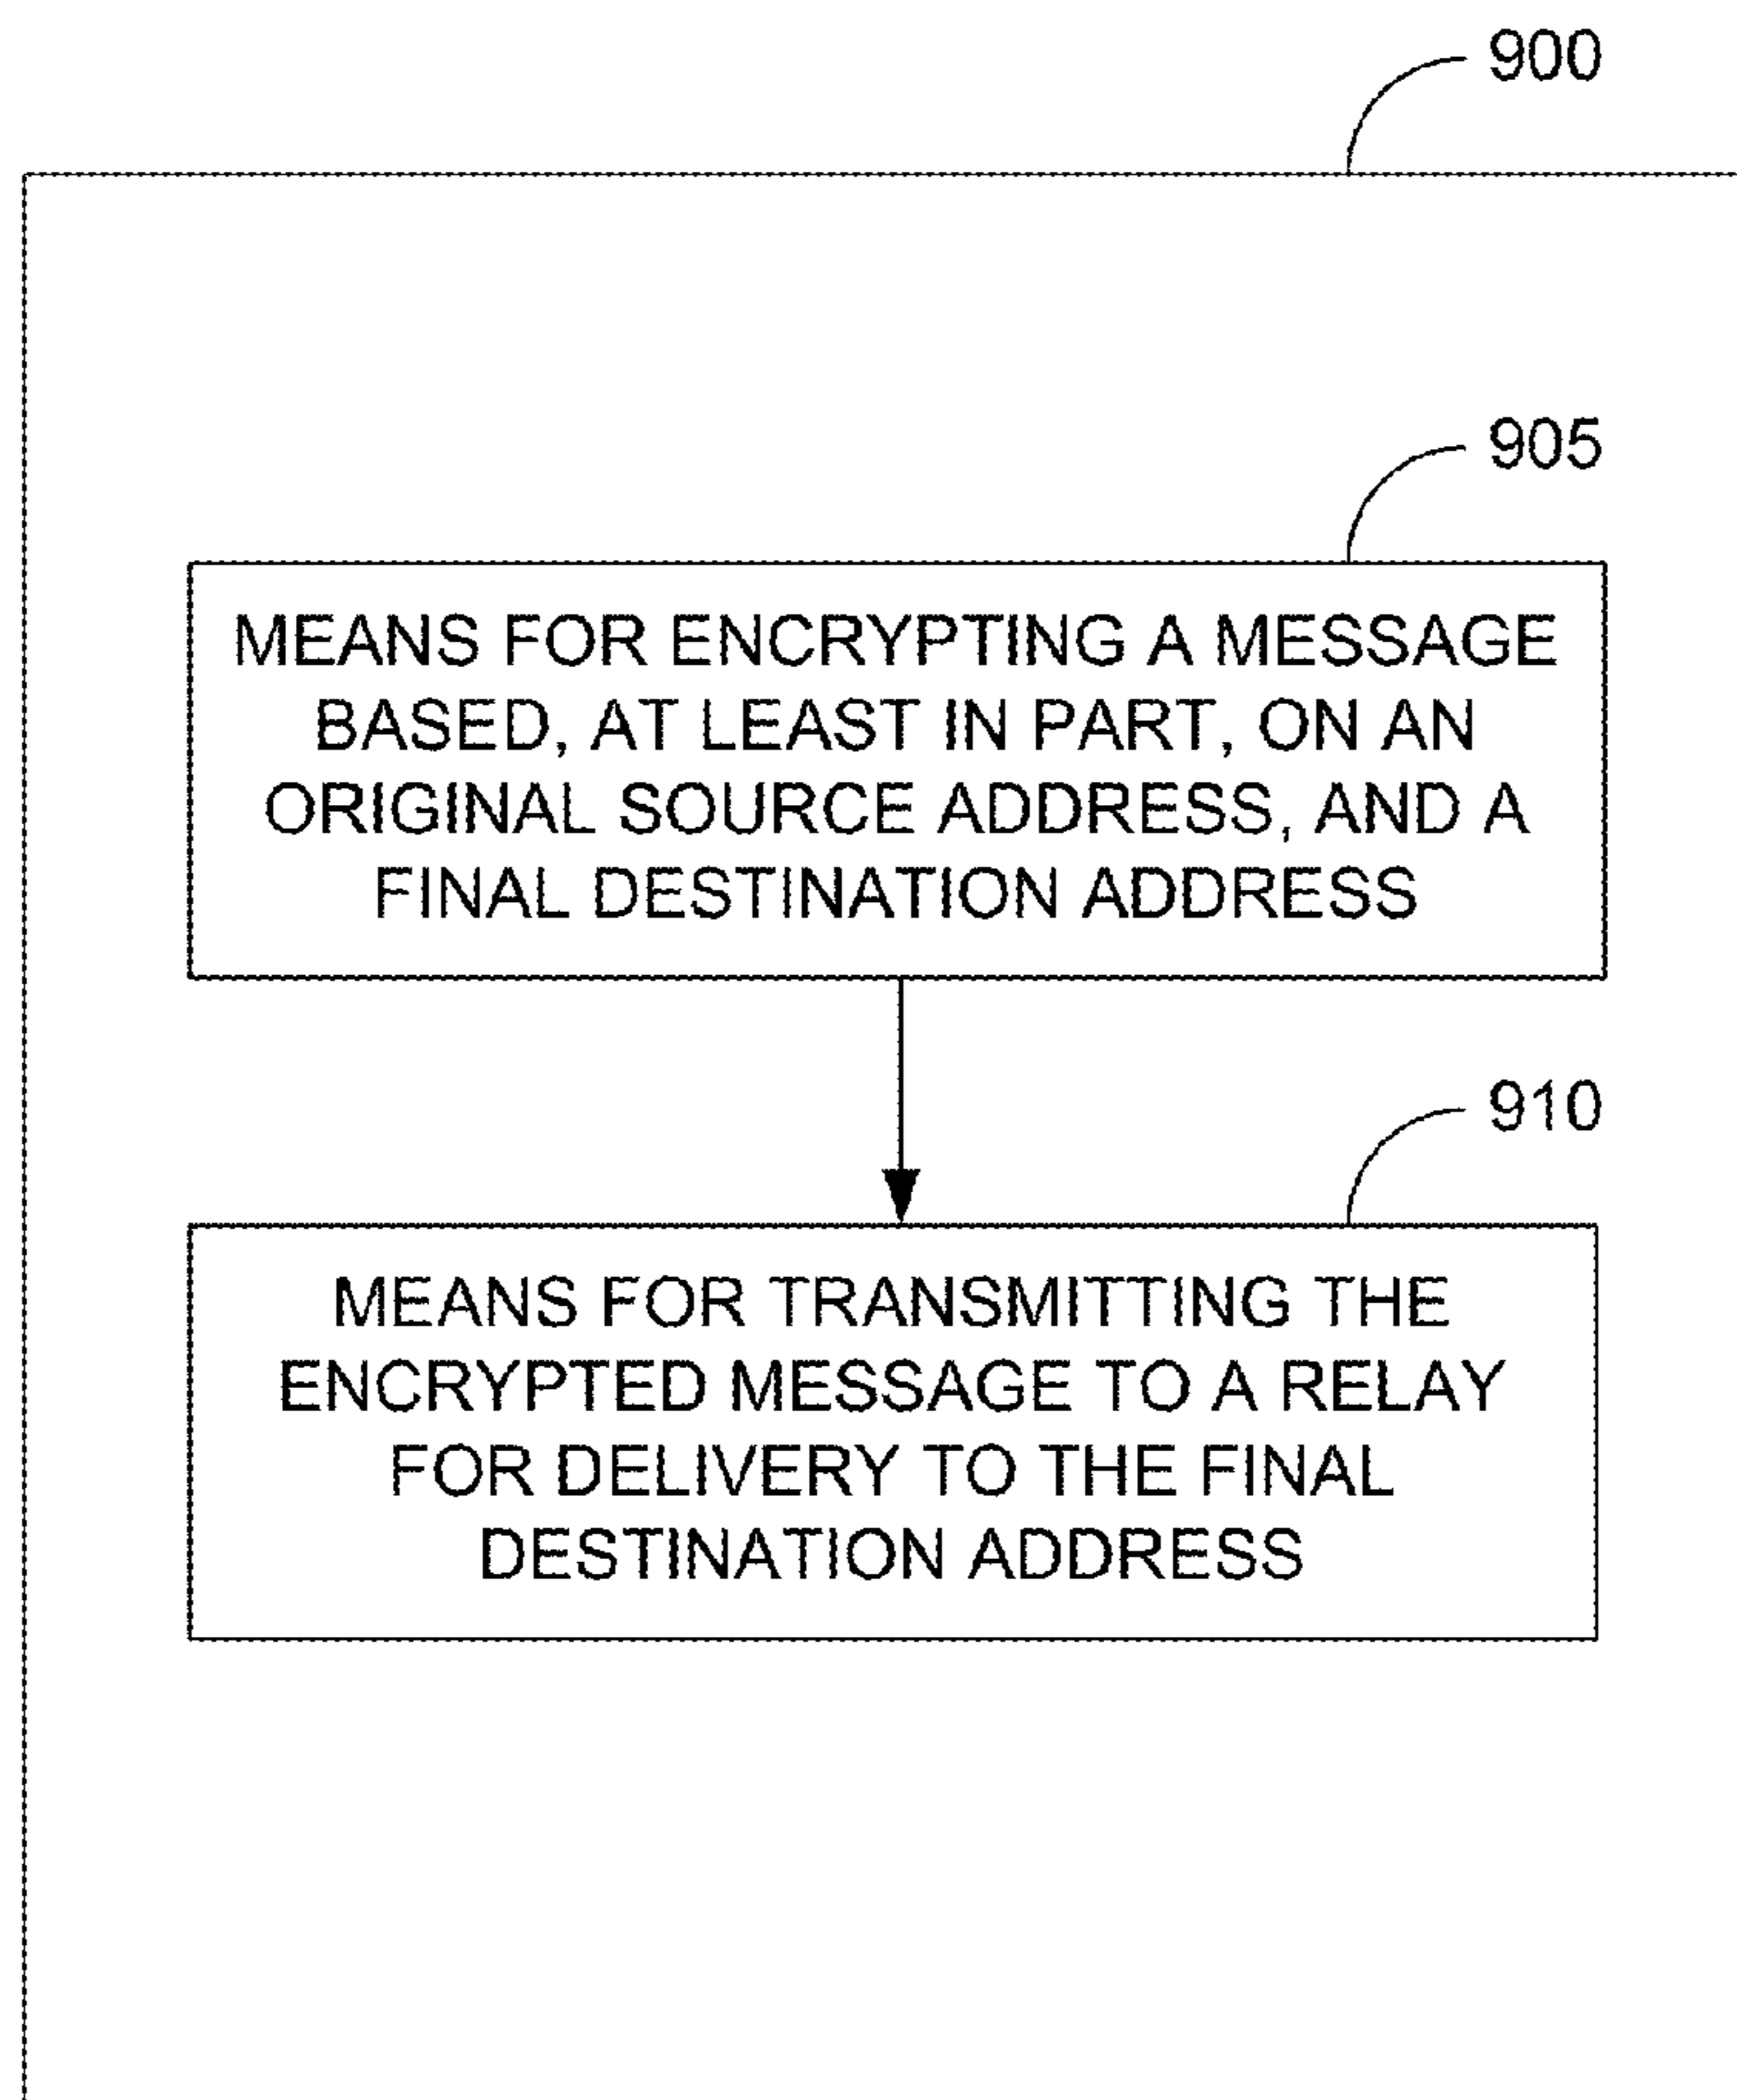 900
905
MEANS FOR ENCRYPTING A MESSAGE
BASED, AT LEAST IN PART, ON AN
ORIGINAL SOURCE ADDRESS, AND A
FINAL DESTINATION ADDRESS
910
MEANS FOR TRANSMITTING THE
ENCRYPTED MESSAGE TO A RELAY
FOR DELIVERY TO THE FINAL
DESTINATION ADDRESS